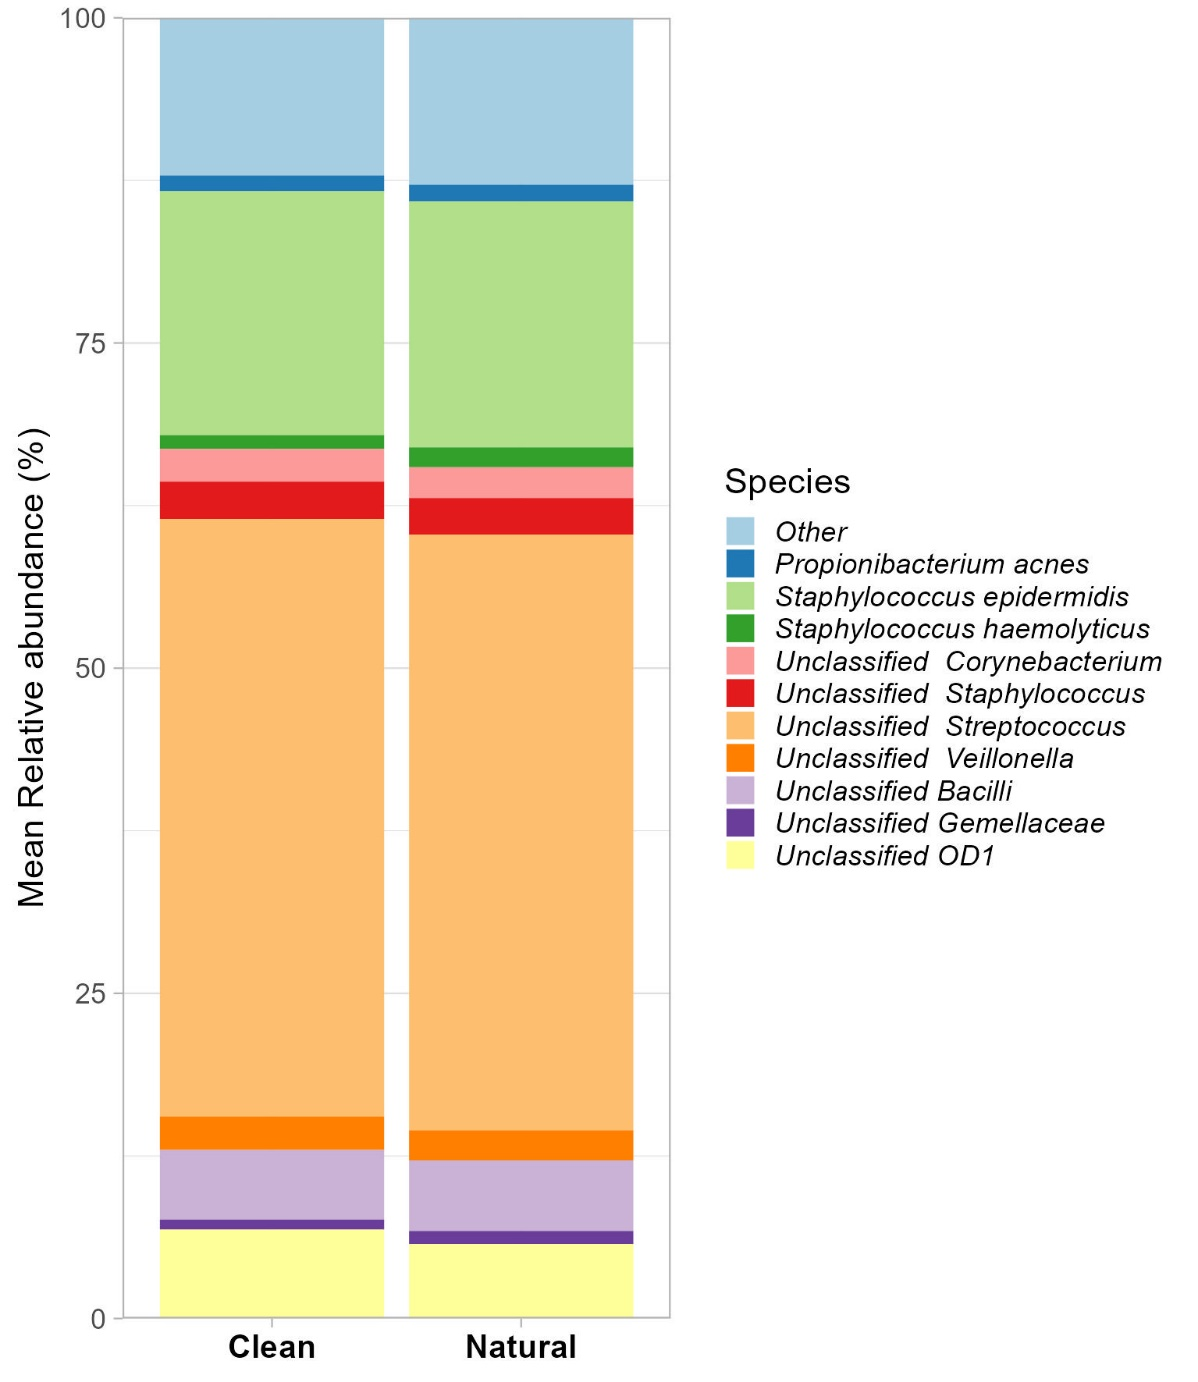 100
75
50
25
0
Mean Relative abundance (%)
Clean
Natural
Species
Other
Propionibacterium acnes
Staphylococcus epidermidis
Staphylococcus haemolyticus
Unclassified  Corynebacterium
Unclassified  Staphylococcus
Unclassified  Streptococcus
Unclassified  Veillonella
Unclassified Bacilli
Unclassified Gemellaceae
Unclassified OD1